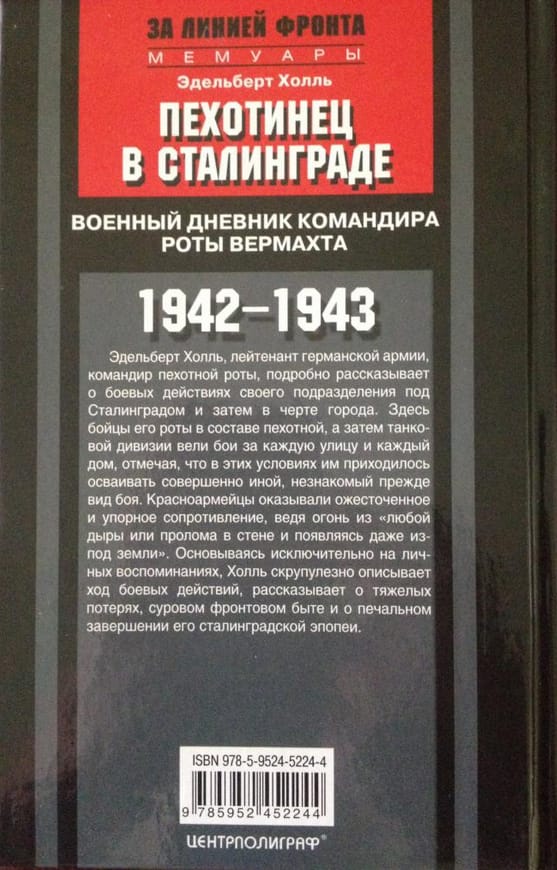 ЗА ЛИНИЕЙ ФРОНТА
МЕМУАРЫ
Эдельберт Холль
ПЕХОТИНЕЦ
В СТАЛИНГРАДЕ
ВОЕННЫЙ ДНЕВНИК КОМАНДИРА
РОТЫ ВЕРМАХТА
1942–1943
Эдельберт Холль, лейтенант германской армии,
командир пехотной роты, подробно рассказывает
о боевых действиях своего подразделения под
Сталинградом и затем в черте города. Здесь
бойцы его роты в составе пехотной, а затем танко-
вой дивизии вели бои за каждую улицу и каждый
дом, отмечая, что в этих условиях им приходилось
осваивать совершенно иной, незнакомый прежде
вид боя. Красноармейцы оказывали ожесточенное
и упорное сопротивление, ведя огонь из «любой
дыры или пролома в стене и появляясь даже из-
под земли». Основываясь исключительно на лич-
ных воспоминаниях, Холль скрупулезно описывает
ход боевых действий, рассказывает о тяжелых
потерях, суровом фронтовом быте и о печальном
завершении его сталинградской эпопеи.
ISBN 978-5-9524-5224-4
9 785952 452244
ЦЕНТРПОЛИГРАФ®